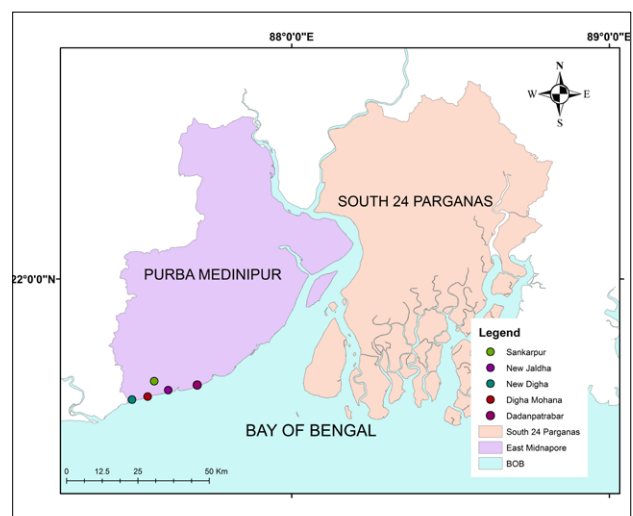 88°0'0"E
89°0'0"E
N
W
E
S
SOUTH 24 PARGANAS
22°0'0"N
PURBA MEDINIPUR
Legend
Sankarpur
New Jaldha
New Digha
Digha Mohana
Dadanpatrabar
South 24 Parganas
East Midnapore
BOB
BAY OF BENGAL
0 12.5 25 50 Km